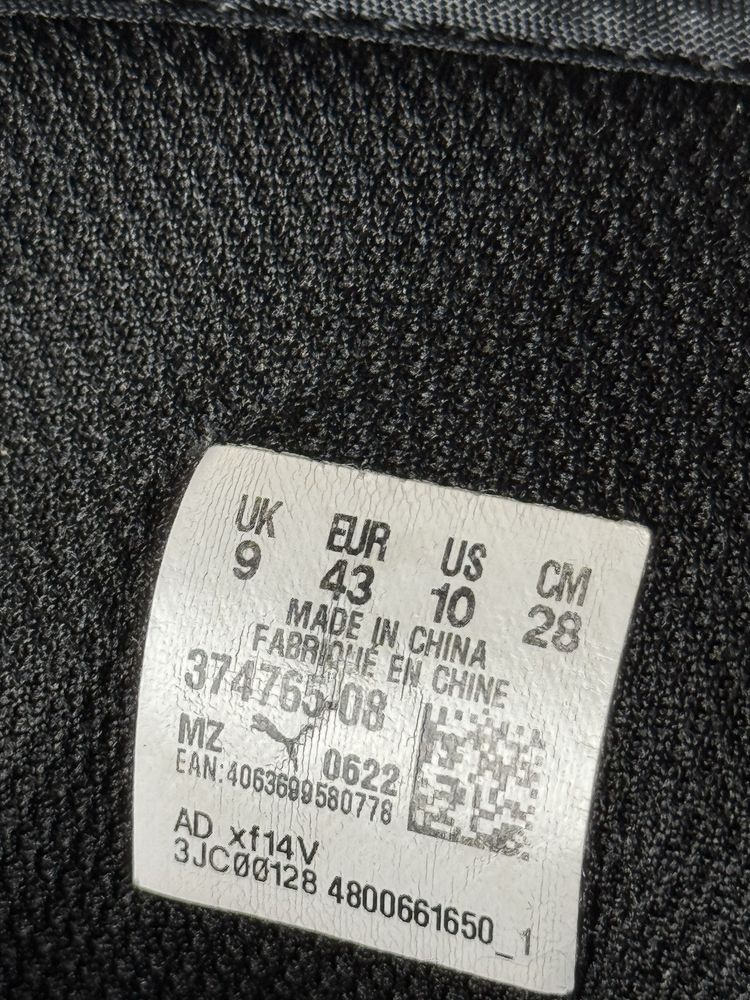 UK EUR US CM
9 43 10 28
MADE IN CHINA
FABRIQUÉ EN CHINE
374765 08
MZ 0622
EAN:4063699580778
AD xf14V
3JC00128 4800661650_1